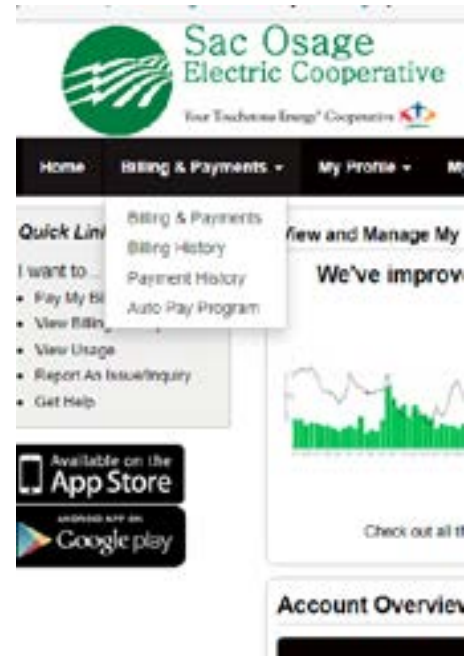 Sac Osage
Electric Cooperative
Your Touchstone Energy® Cooperative
Home Billing & Payments My Profile
Billing & Payments
Billing History
Payment History
Auto Pay Program
Quick Lin
I want to...
Pay My Bi
View Billing
View Usage
Report An Issue/Inquiry
Get Help
Available on the
App Store
ANDROID APP ON
Google play
View and Manage My
We've improve
Check out all th
Account Overview